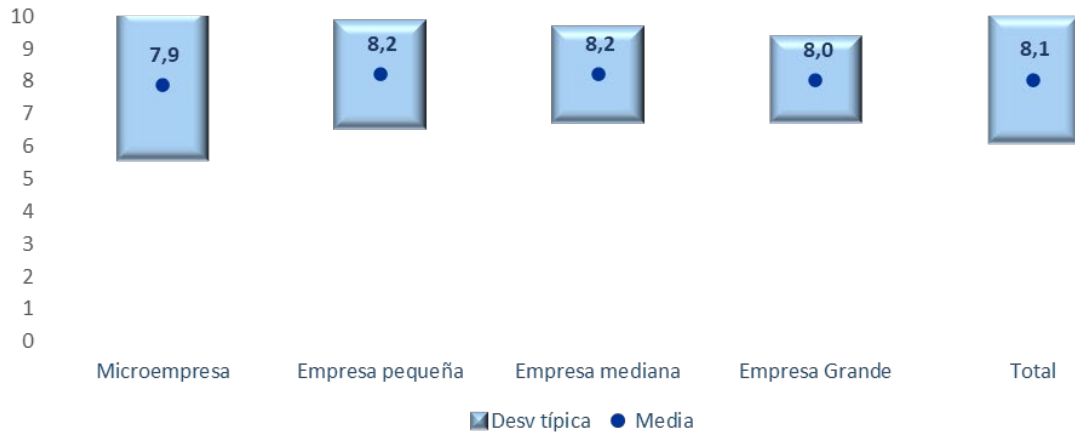 10
9
8
7
6
5
4
3
2
1
0
7,9
8,2
8,2
8,0
8,1
Microempresa
Empresa pequeña
Empresa mediana
Empresa Grande
Total
Desv típica
Media